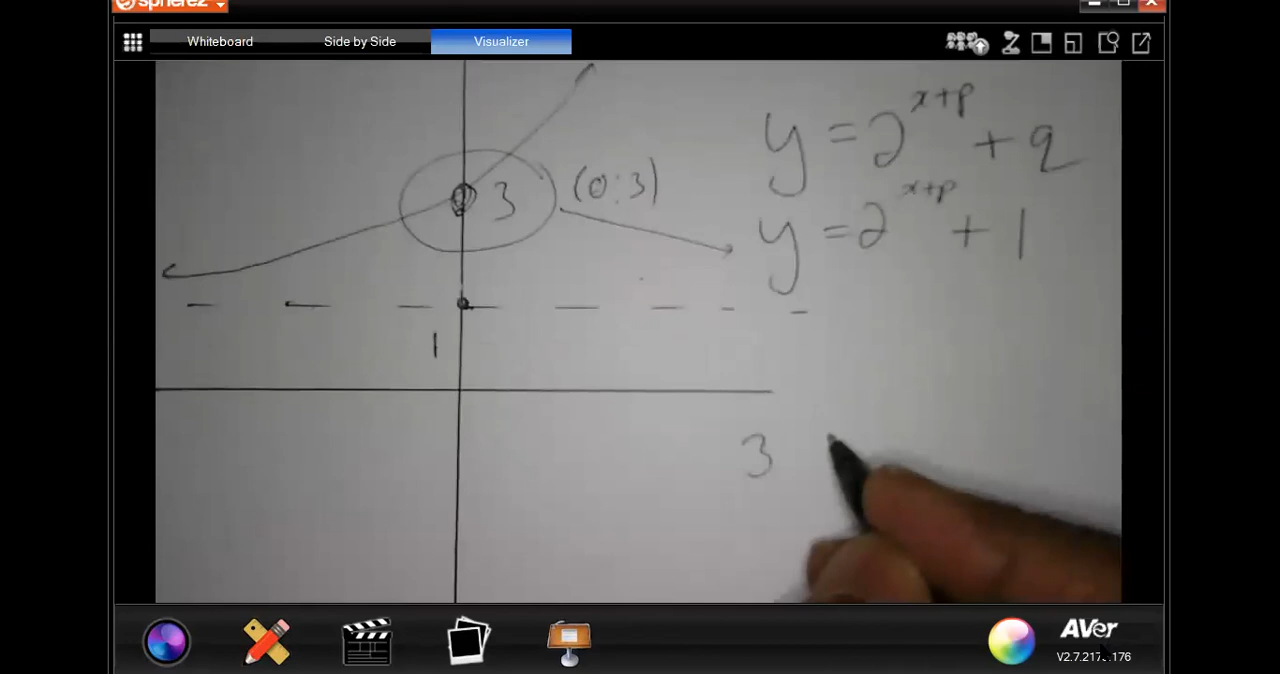 spherez
Whiteboard Side by Side Visualizer
y = 2^{x+p} + q
(0;3)
3
y = 2^{x+p} + 1
1
3
AVer